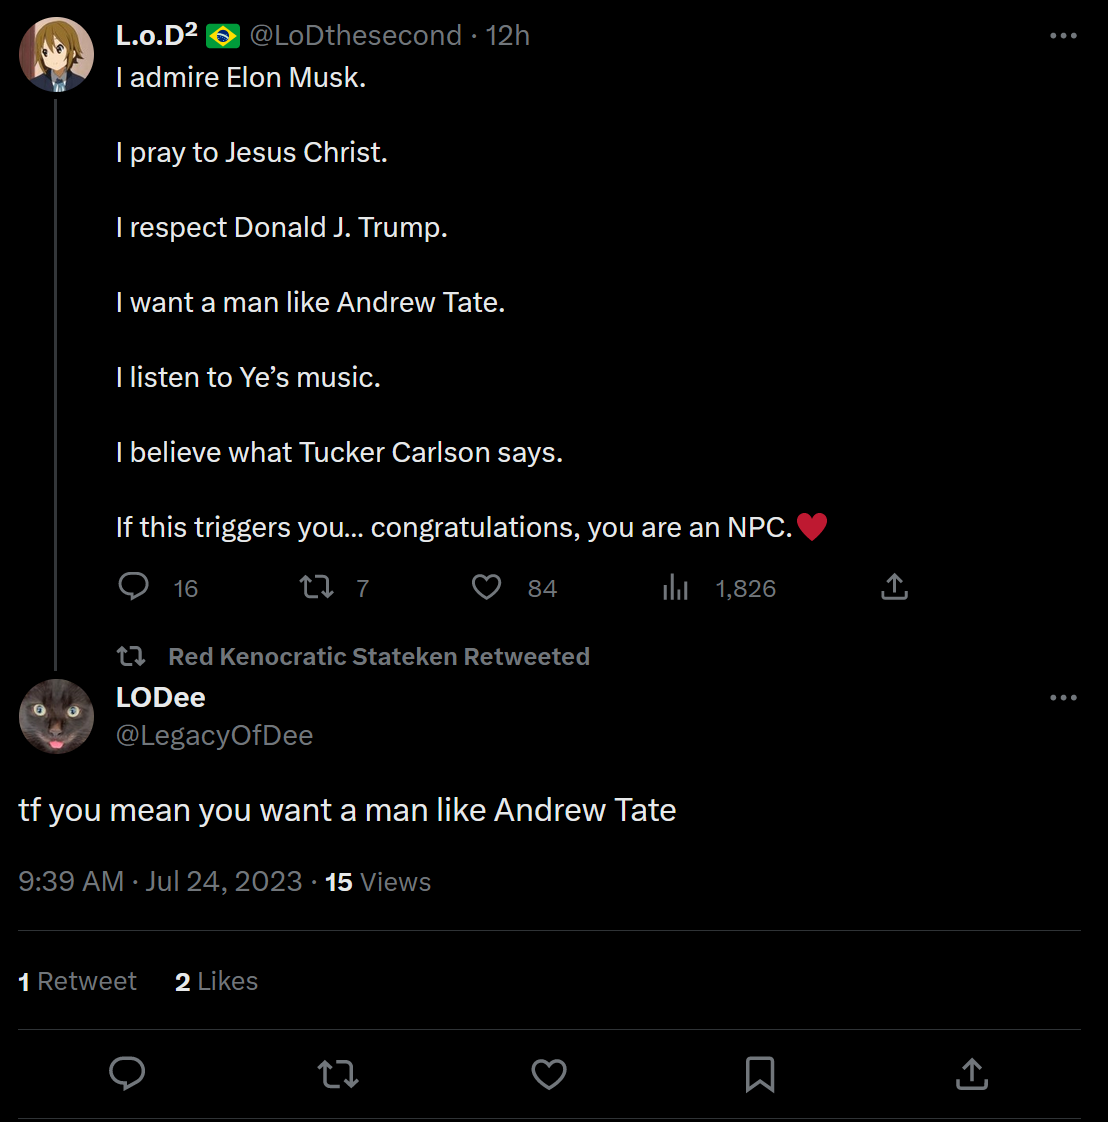 L.o.D² 🇧🇷 @LoDthesecond · 12h
I admire Elon Musk.
I pray to Jesus Christ.
I respect Donald J. Trump.
I want a man like Andrew Tate.
I listen to Ye’s music.
I believe what Tucker Carlson says.
If this triggers you... congratulations, you are an NPC.❤️
16 7 84 1,826
Red Kenocratic Stateken Retweeted
LODee
@LegacyOfDee
tf you mean you want a man like Andrew Tate
9:39 AM · Jul 24, 2023 · 15 Views
1 Retweet 2 Likes